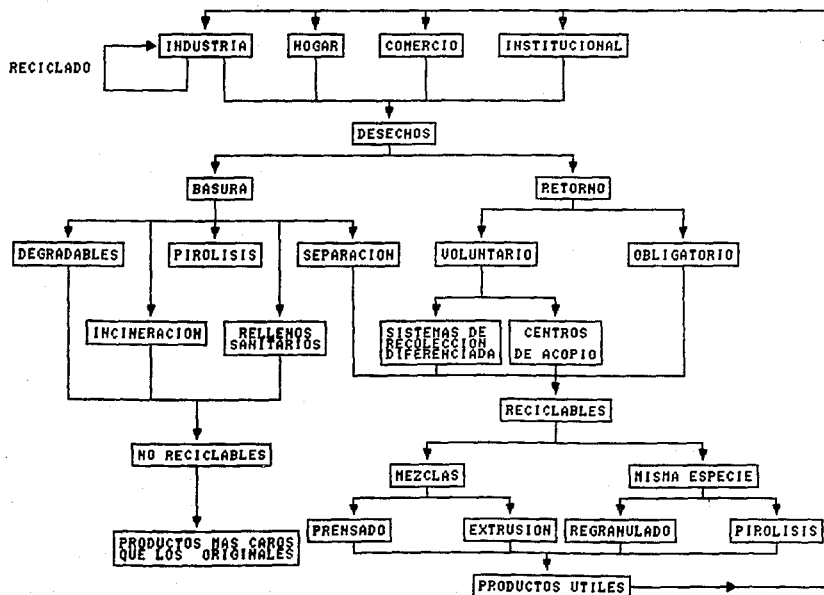 INDUSTRIA HOGAR COMERCIO INSTITUCIONAL
RECICLADO
DESECHOS
BASURA RETORNO
DEGRADABLES PIROLISIS SEPARACION VOLUNTARIO OBLIGATORIO
INCINERACION
RELLENOS
SANITARIOS
SISTEMAS DE
RECOLECCION
DIFERENCIADA
CENTROS
DE ACOPIO
RECICLABLES
NO RECICLABLES
MEZCLAS MISMA ESPECIE
PRENSADO EXTRUSION REGRANULADO PIROLISIS
PRODUCTOS MAS CAROS
QUE LOS ORIGINALES
PRODUCTOS UTILES